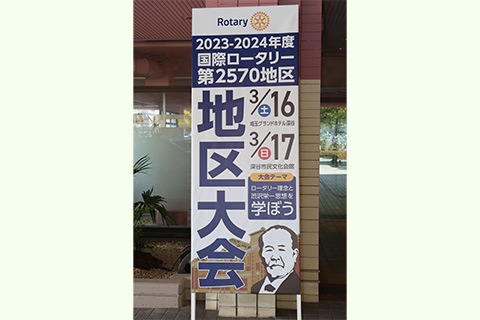 Rotary
2023-2024年度
国際ロータリー
第2570地区
地区大会
3/16
土
埼玉グランドホテル深谷
3/17
日
深谷市民文化会館
大会テーマ
ロータリー理念と
渋沢栄一思想を
学ぼう